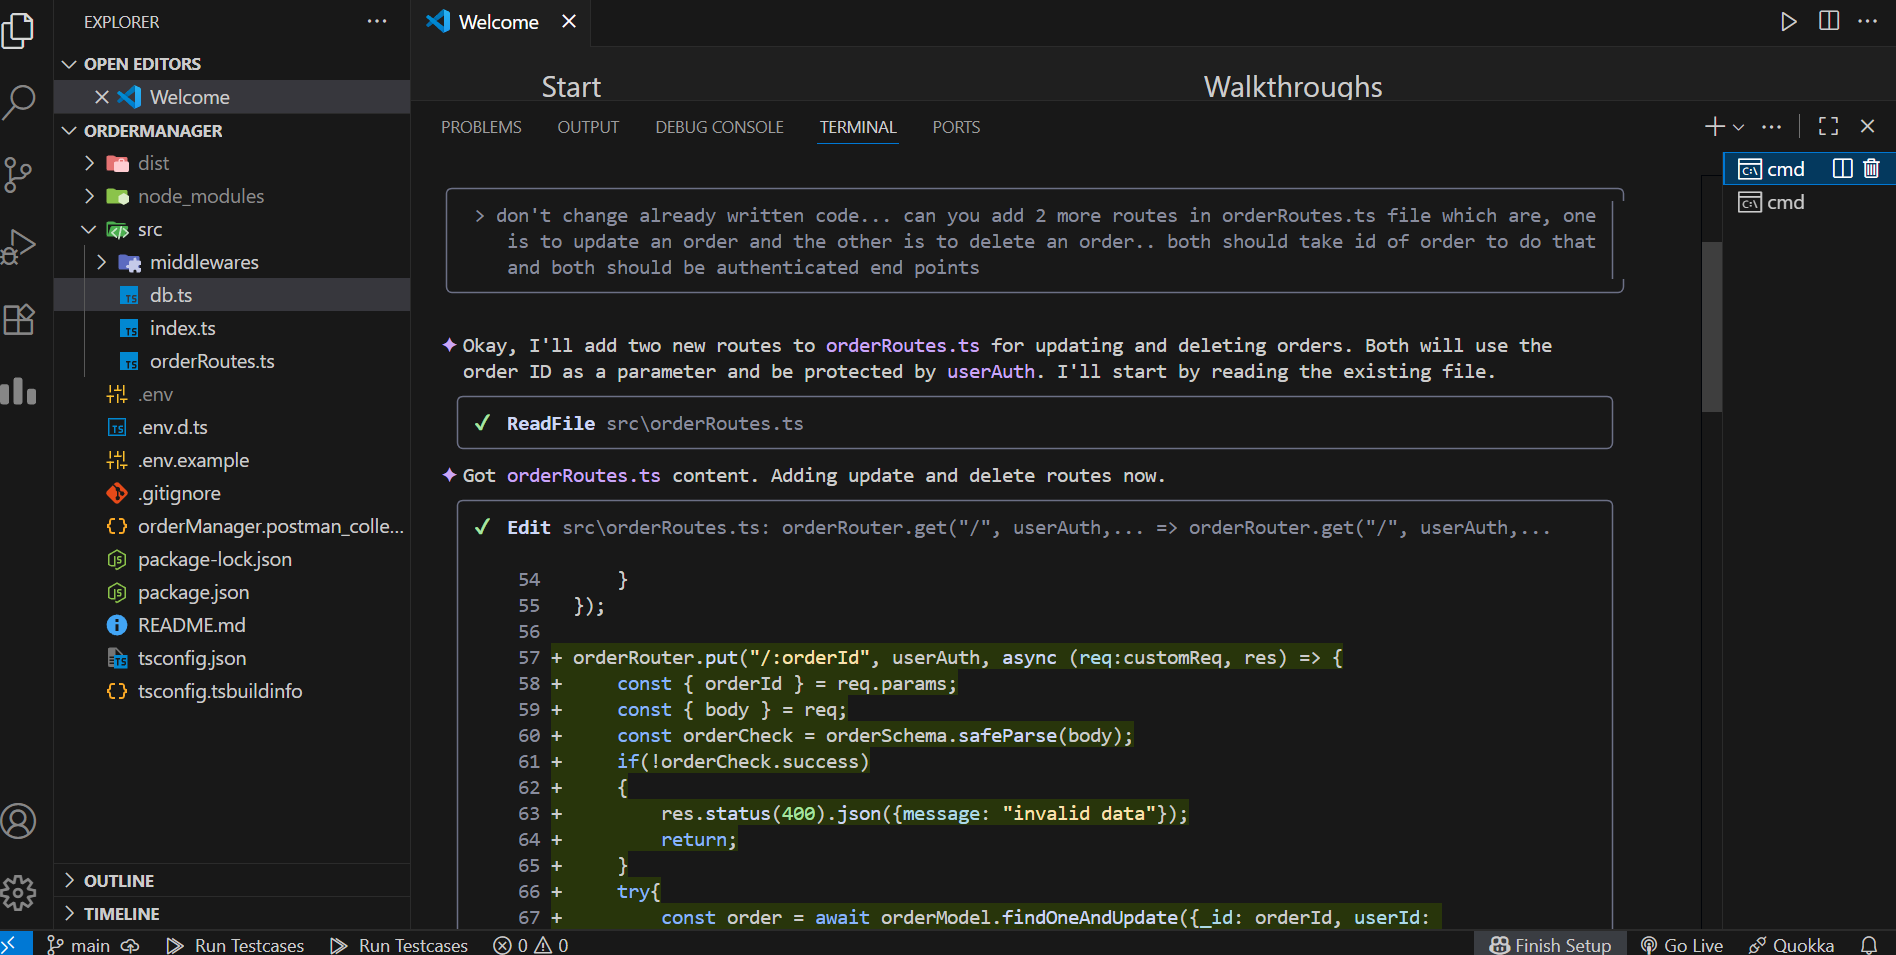 EXPLORER
OPEN EDITORS
Welcome
ORDERMANAGER
dist
node_modules
src
middlewares
db.ts
index.ts
orderRoutes.ts
.env
.env.d.ts
.env.example
.gitignore
orderManager.postman_colle...
package-lock.json
package.json
README.md
tsconfig.json
tsconfig.tsbuildinfo
OUTLINE
TIMELINE
Welcome
Start
Walkthroughs
PROBLEMS OUTPUT DEBUG CONSOLE TERMINAL PORTS
cmd
cmd
> don't change already written code... can you add 2 more routes in orderRoutes.ts file which are, one
is to update an order and the other is to delete an order.. both should take id of order to do that
and both should be authenticated end points
Okay, I'll add two new routes to orderRoutes.ts for updating and deleting orders. Both will use the
order ID as a parameter and be protected by userAuth. I'll start by reading the existing file.
✓ ReadFile src\orderRoutes.ts
Got orderRoutes.ts content. Adding update and delete routes now.
✓ Edit src\orderRoutes.ts: orderRouter.get("/", userAuth,... => orderRouter.get("/", userAuth,...
54 }
55 });
56
57 + orderRouter.put("/:orderId", userAuth, async (req:customReq, res) => {
58 + const { orderId } = req.params;
59 + const { body } = req;
60 + const orderCheck = orderSchema.safeParse(body);
61 + if(!orderCheck.success)
62 + {
63 + res.status(400).json({message: "invalid data"});
64 + return;
65 + }
66 + try{
67 + const order = await orderModel.findOneAndUpdate({_id: orderId, userId:
main Run Testcases Run Testcases 0 0 Finish Setup Go Live Quokka